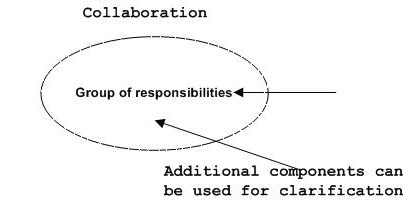 Collaboration
Group of responsibilities
Additional components can
be used for clarification